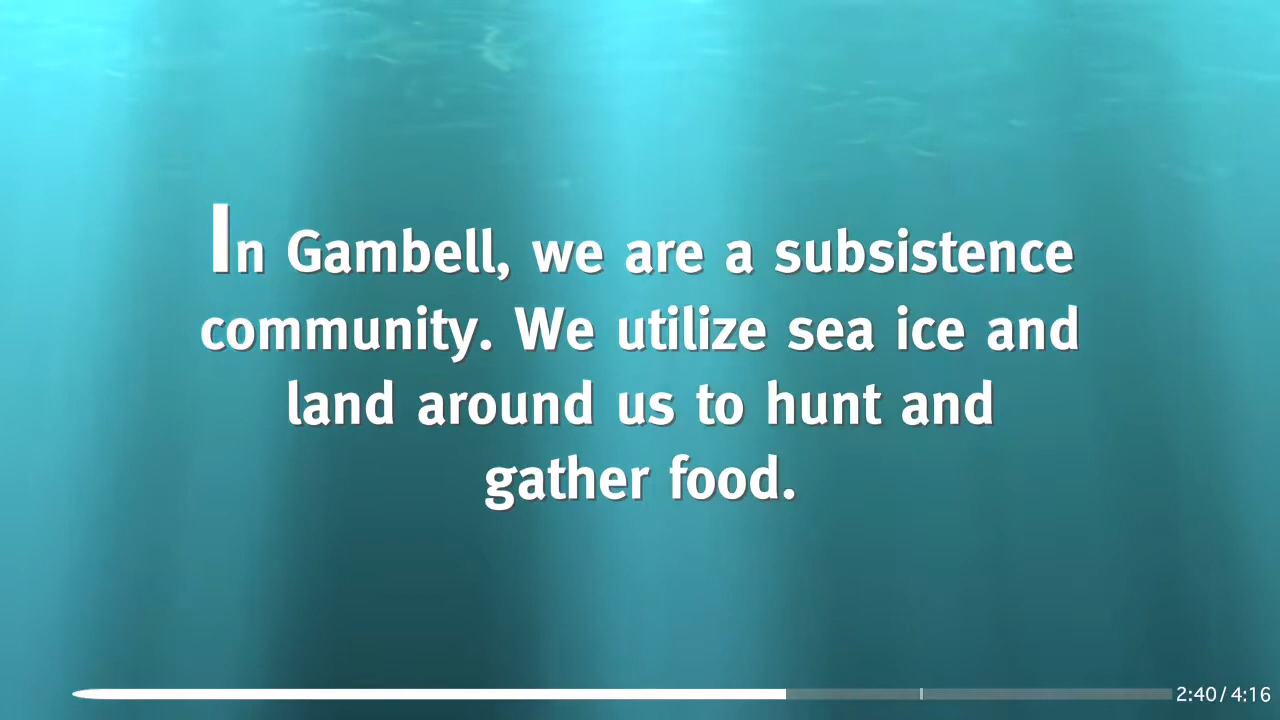 In Gambell, we are a subsistence
community. We utilize sea ice and
land around us to hunt and
gather food.
2:40 / 4:16